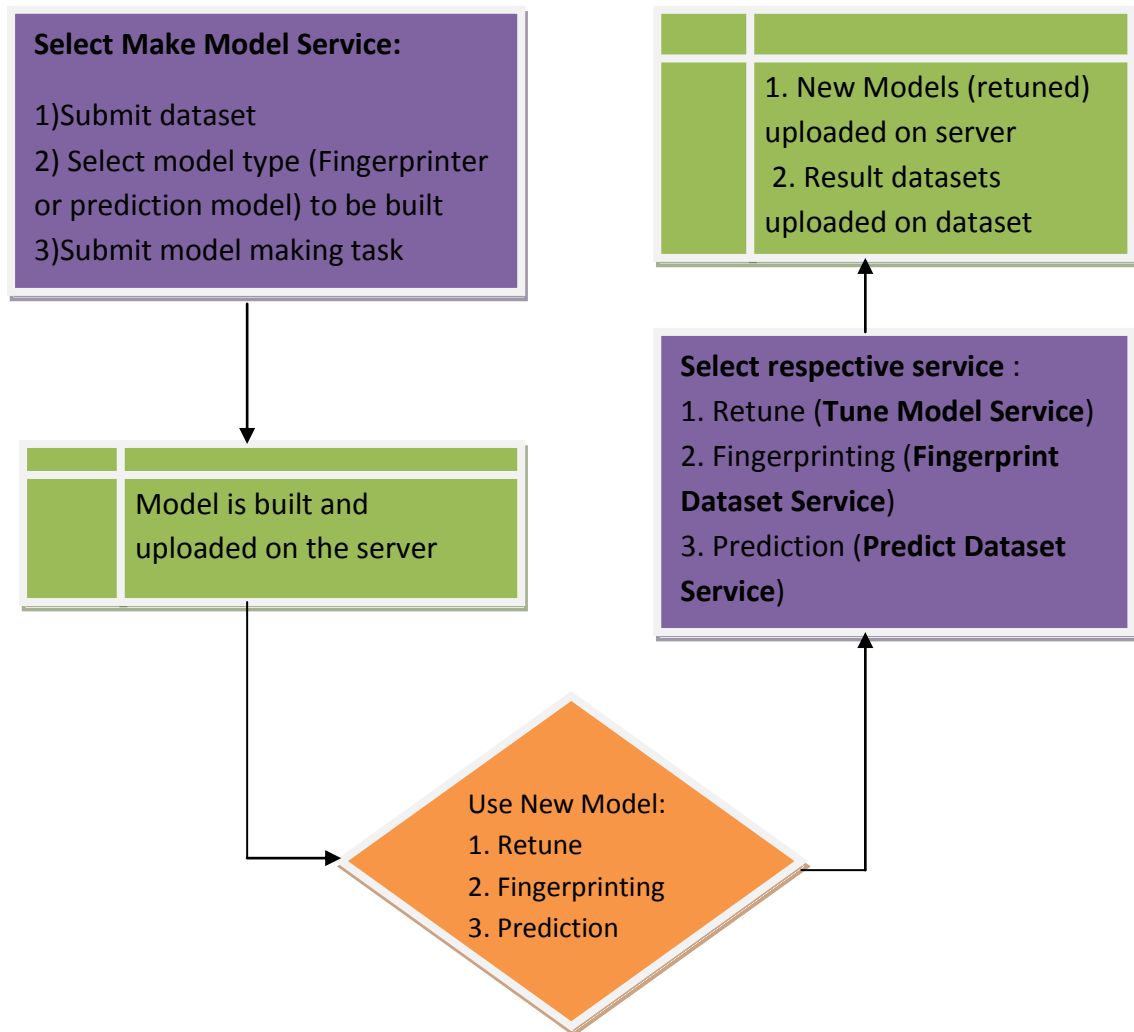 Select Make Model Service:
1)Submit dataset
2) Select model type (Fingerprinter
or prediction model) to be built
3)Submit model making task
Model is built and
uploaded on the server
Use New Model:
1. Retune
2. Fingerprinting
3. Prediction
Select respective service :
1. Retune (Tune Model Service)
2. Fingerprinting (Fingerprint
Dataset Service)
3. Prediction (Predict Dataset
Service)
1. New Models (retuned)
uploaded on server
2. Result datasets
uploaded on dataset